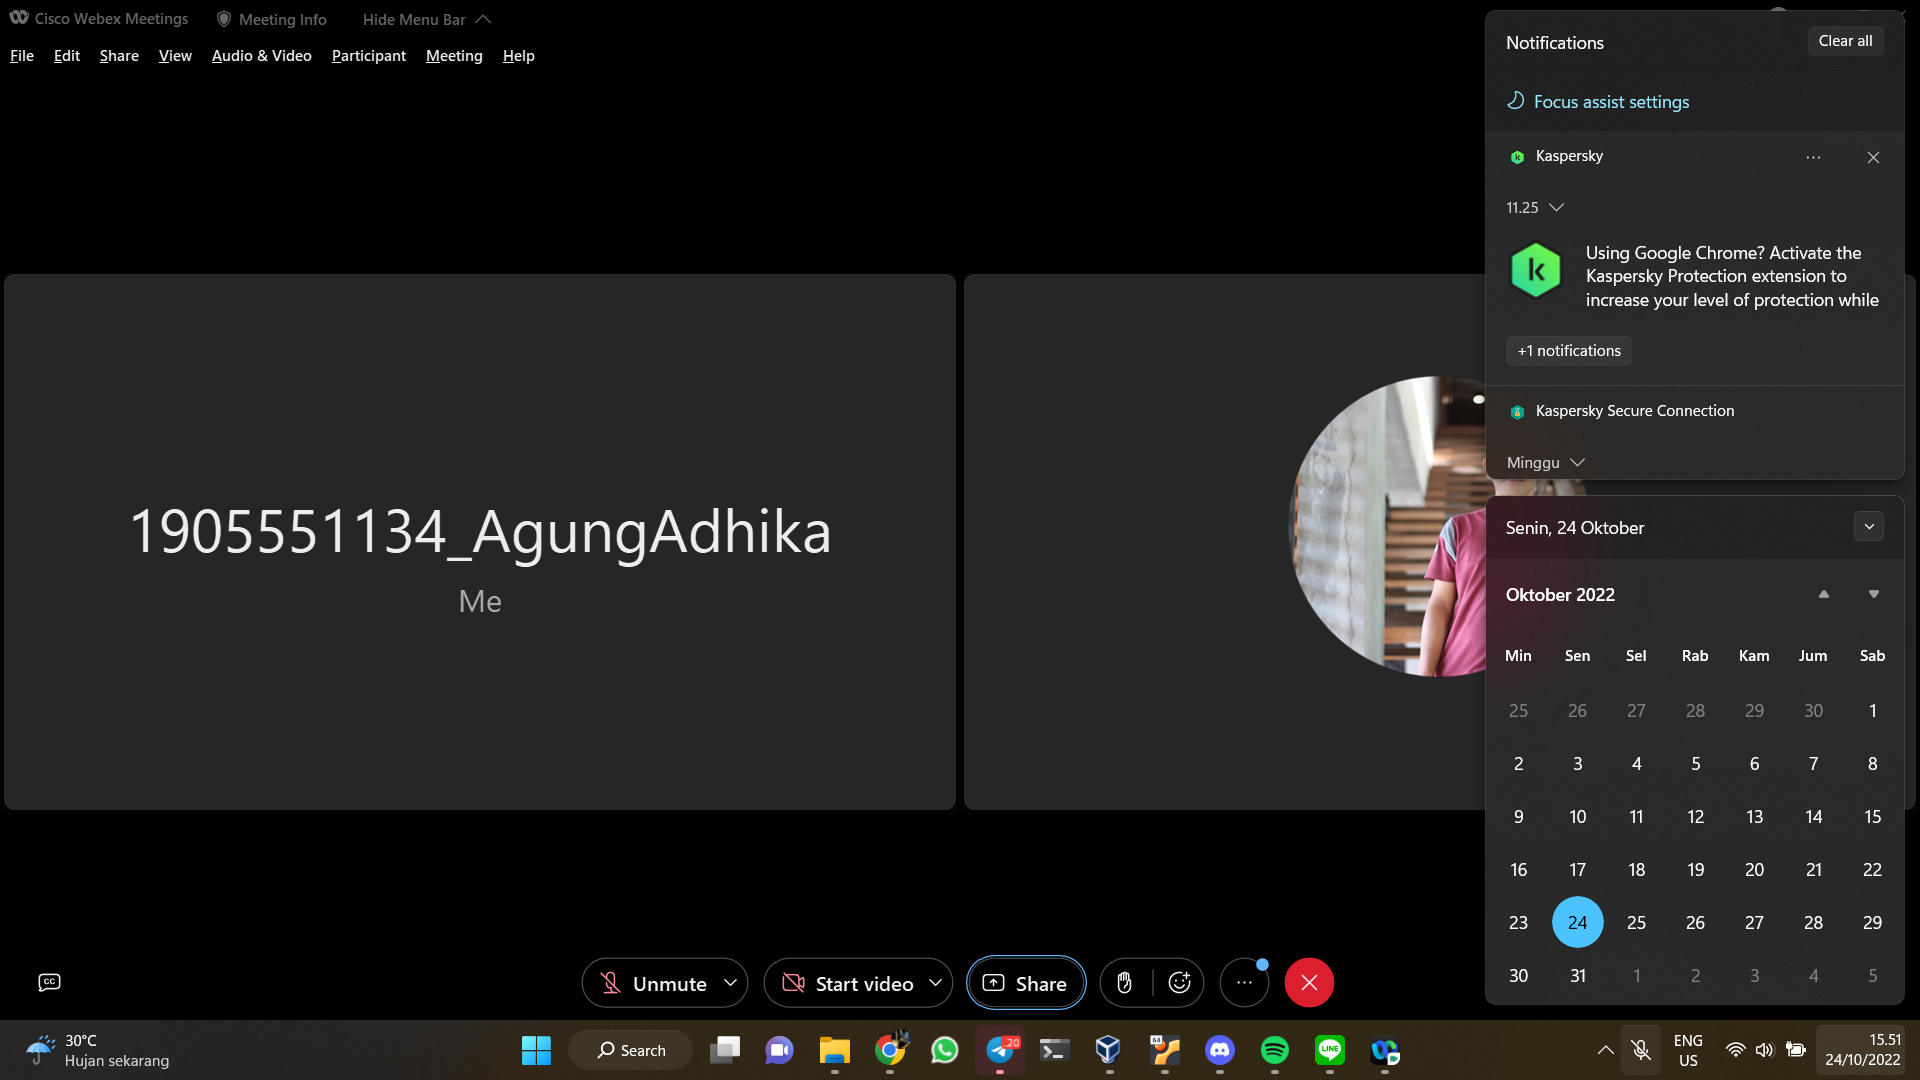 Cisco Webex Meetings
Meeting Info
Hide Menu Bar
File Edit Share View Audio & Video Participant Meeting Help
1905551134_AgungAdhika
Me
Notifications
Clear all
Focus assist settings
Kaspersky
11.25
k
Using Google Chrome? Activate the
Kaspersky Protection extension to
increase your level of protection while
+1 notifications
Kaspersky Secure Connection
Minggu
Senin, 24 Oktober
Oktober 2022
Min Sen Sel Rab Kam Jum Sab
25 26 27 28 29 30 1
2 3 4 5 6 7 8
9 10 11 12 13 14 15
16 17 18 19 20 21 22
23 24 25 26 27 28 29
30 31 1 2 3 4 5
CC
Unmute
Start video
Share
30°C
Hujan sekarang
Search
20
64
LINE
ENG
US
15.51
24/10/2022